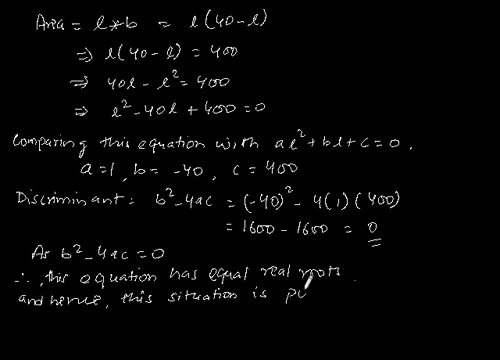 Area = l*b = l(40-l)
⇒ l(40-l) = 400
⇒ 40l - l² = 400
⇒ l² - 40l + 400 = 0
Comparing this equation with al² + bl + c = 0.
a = 1, b = -40, c = 400
Discriminant: b² - 4ac = (-40)² - 4(1)(400)
= 1600 - 1600 = 0
As b² - 4ac = 0
∴, this equation has equal real roots.
and hence, this situation is